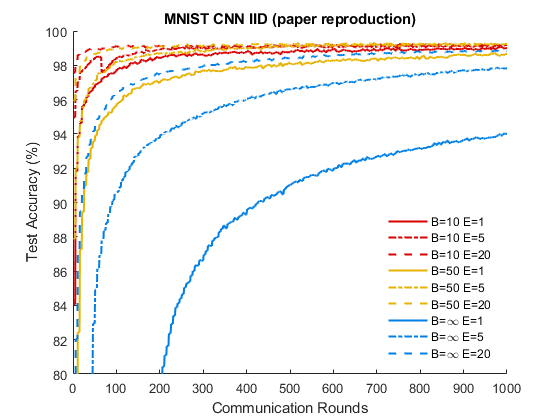 MNIST CNN IID (paper reproduction)
Test Accuracy (%)
100
98
96
94
92
90
88
86
84
82
80
B=10 E=1
B=10 E=5
B=10 E=20
B=50 E=1
B=50 E=5
B=50 E=20
B=∞ E=1
B=∞ E=5
B=∞ E=20
0 100 200 300 400 500 600 700 800 900 1000
Communication Rounds